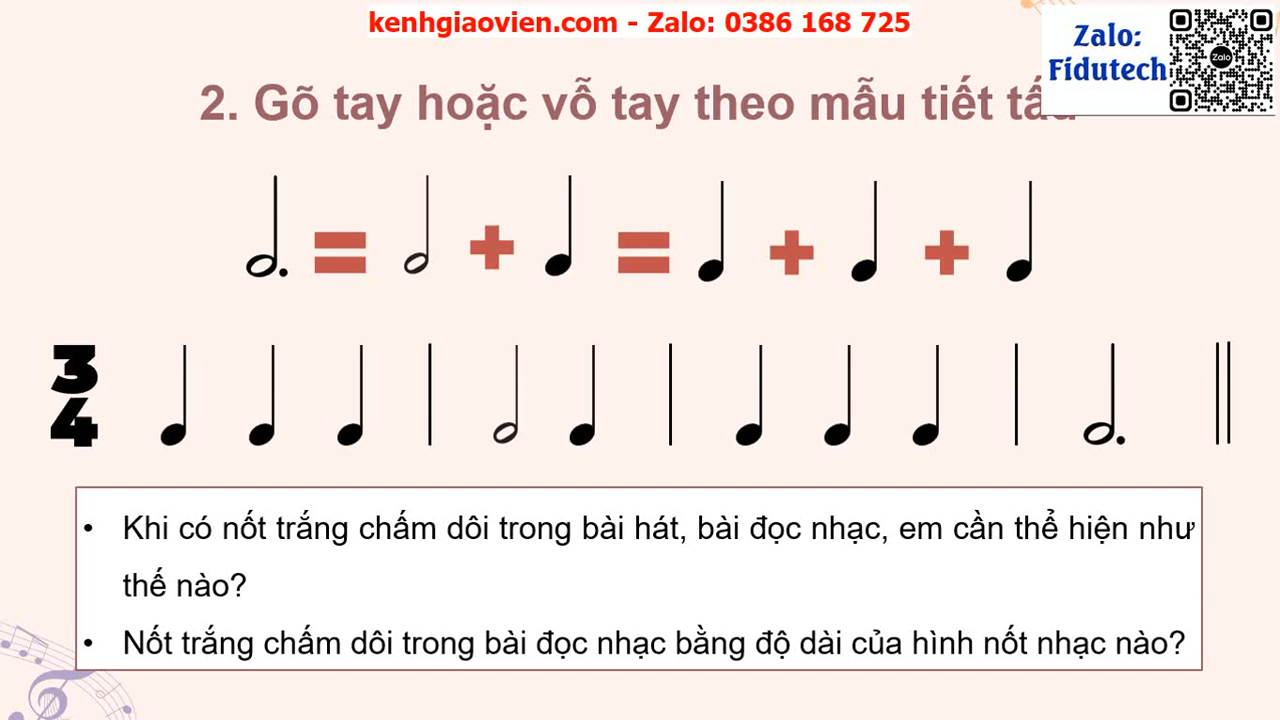 kenhgiaovien.com - Zalo: 0386 168 725
Zalo:
Fidutech
Zalo
2. Gõ tay hoặc vỗ tay theo mẫu tiết tấu
= + = + +
3
4
• Khi có nốt trắng chấm dôi trong bài hát, bài đọc nhạc, em cần thể hiện như
thế nào?
• Nốt trắng chấm dôi trong bài đọc nhạc bằng độ dài của hình nốt nhạc nào?